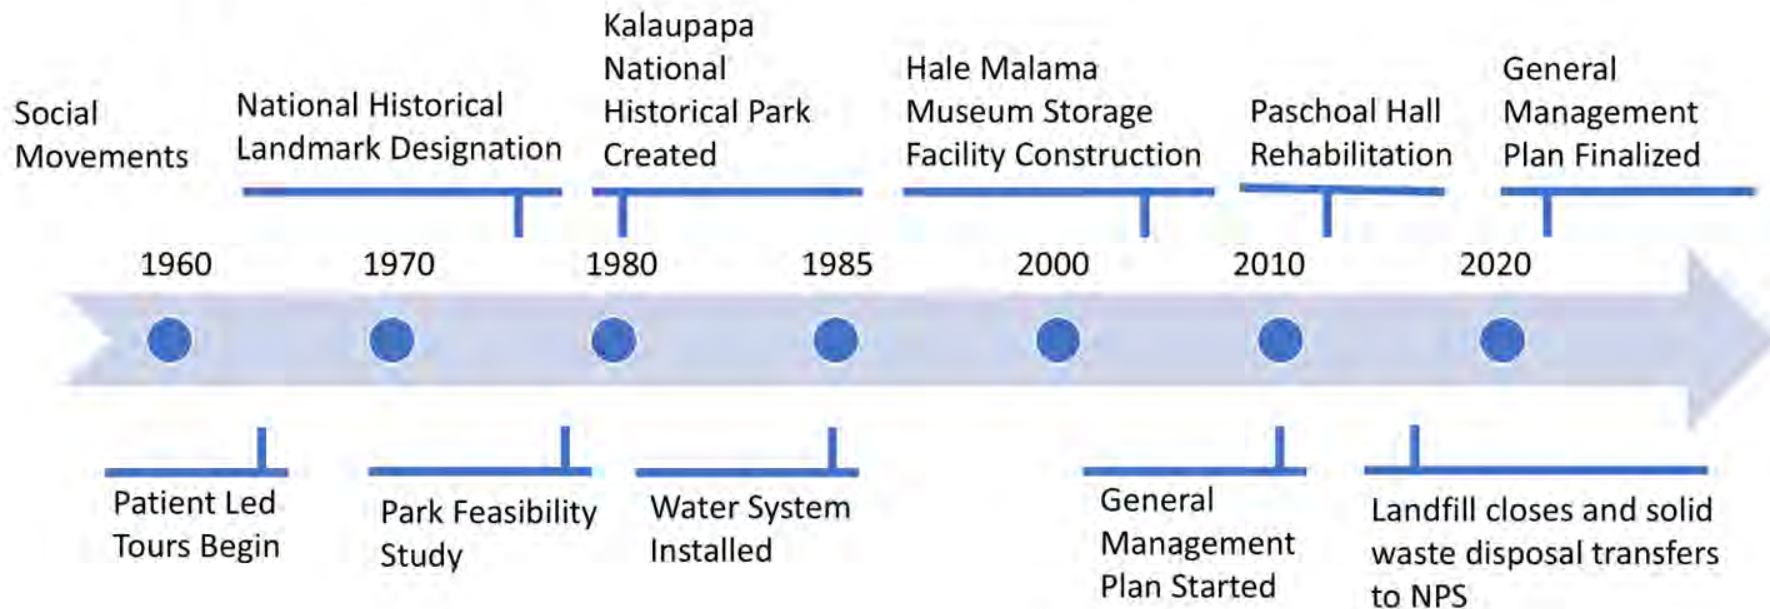 Social
Movements
National Historical
Landmark Designation
Kalaupapa
National
Historical Park
Created
Hale Malama
Museum Storage
Facility Construction
Paschoal Hall
Rehabilitation
General
Management
Plan Finalized
1960
1970
1980
1985
2000
2010
2020
Patient Led
Tours Begin
Park Feasibility
Study
Water System
Installed
General
Management
Plan Started
Landfill closes and solid
waste disposal transfers
to NPS